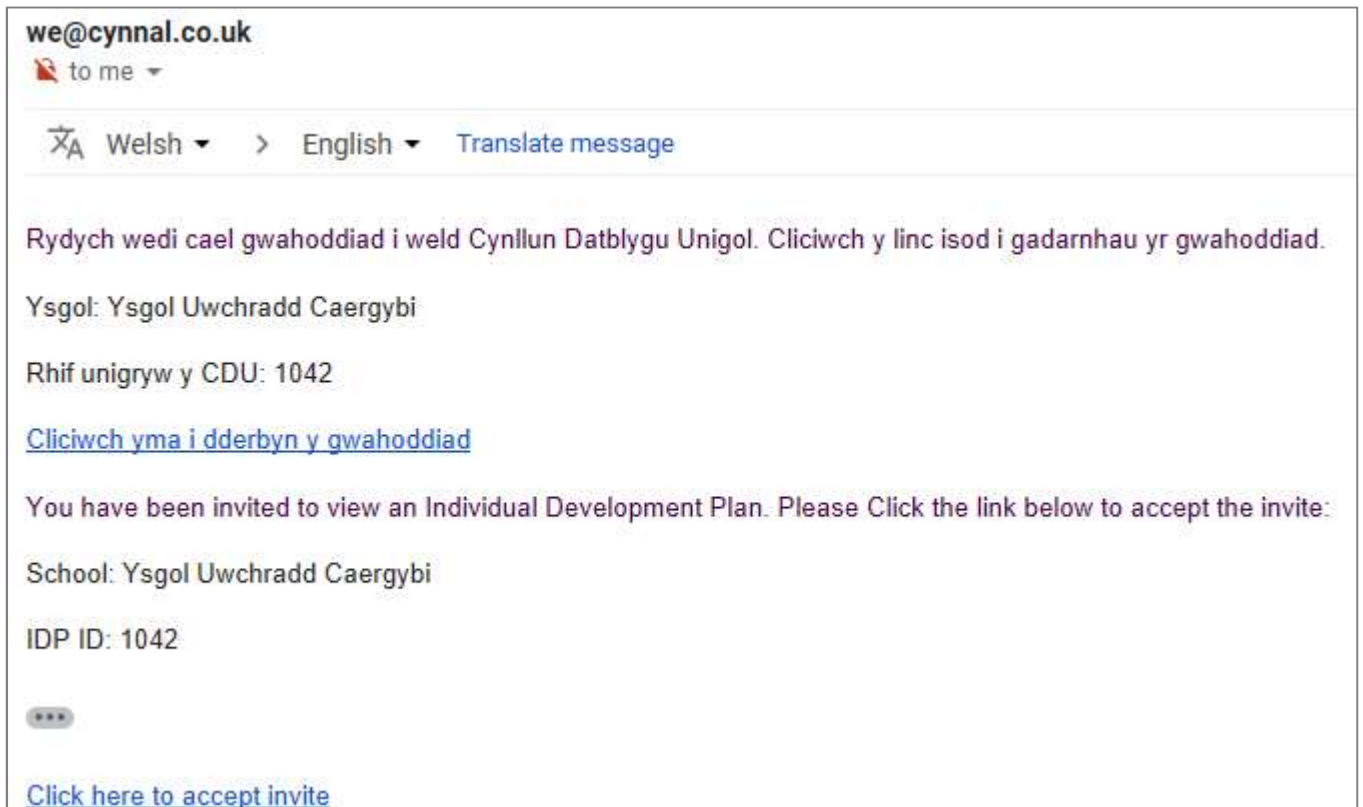 we@cynnal.co.uk
to me
Welsh > English Translate message
Rydych wedi cael gwahoddiad i weld Cynllun Datblygu Unigol. Cliciwch y linc isod i gadarnhau yr gwahoddiad.
Ysgol: Ysgol Uwchradd Caergybi
Rhif unigryw y CDU: 1042
Cliciwch yma i dderbyn y gwahoddiad
You have been invited to view an Individual Development Plan. Please Click the link below to accept the invite:
School: Ysgol Uwchradd Caergybi
IDP ID: 1042
Click here to accept invite